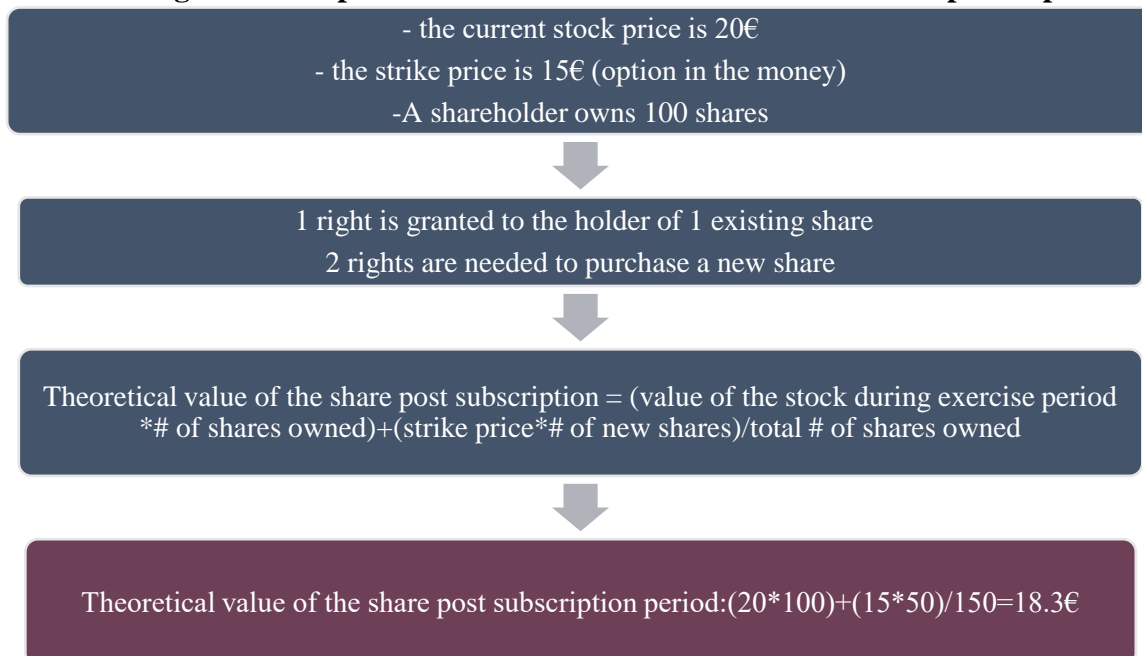 - the current stock price is 20€
- the strike price is 15€ (option in the money)
-A shareholder owns 100 shares
1 right is granted to the holder of 1 existing share
2 rights are needed to purchase a new share
Theoretical value of the share post subscription = (value of the stock during exercise period
*# of shares owned)+(strike price*# of new shares)/total # of shares owned
Theoretical value of the share post subscription period:(20*100)+(15*50)/150=18.3€